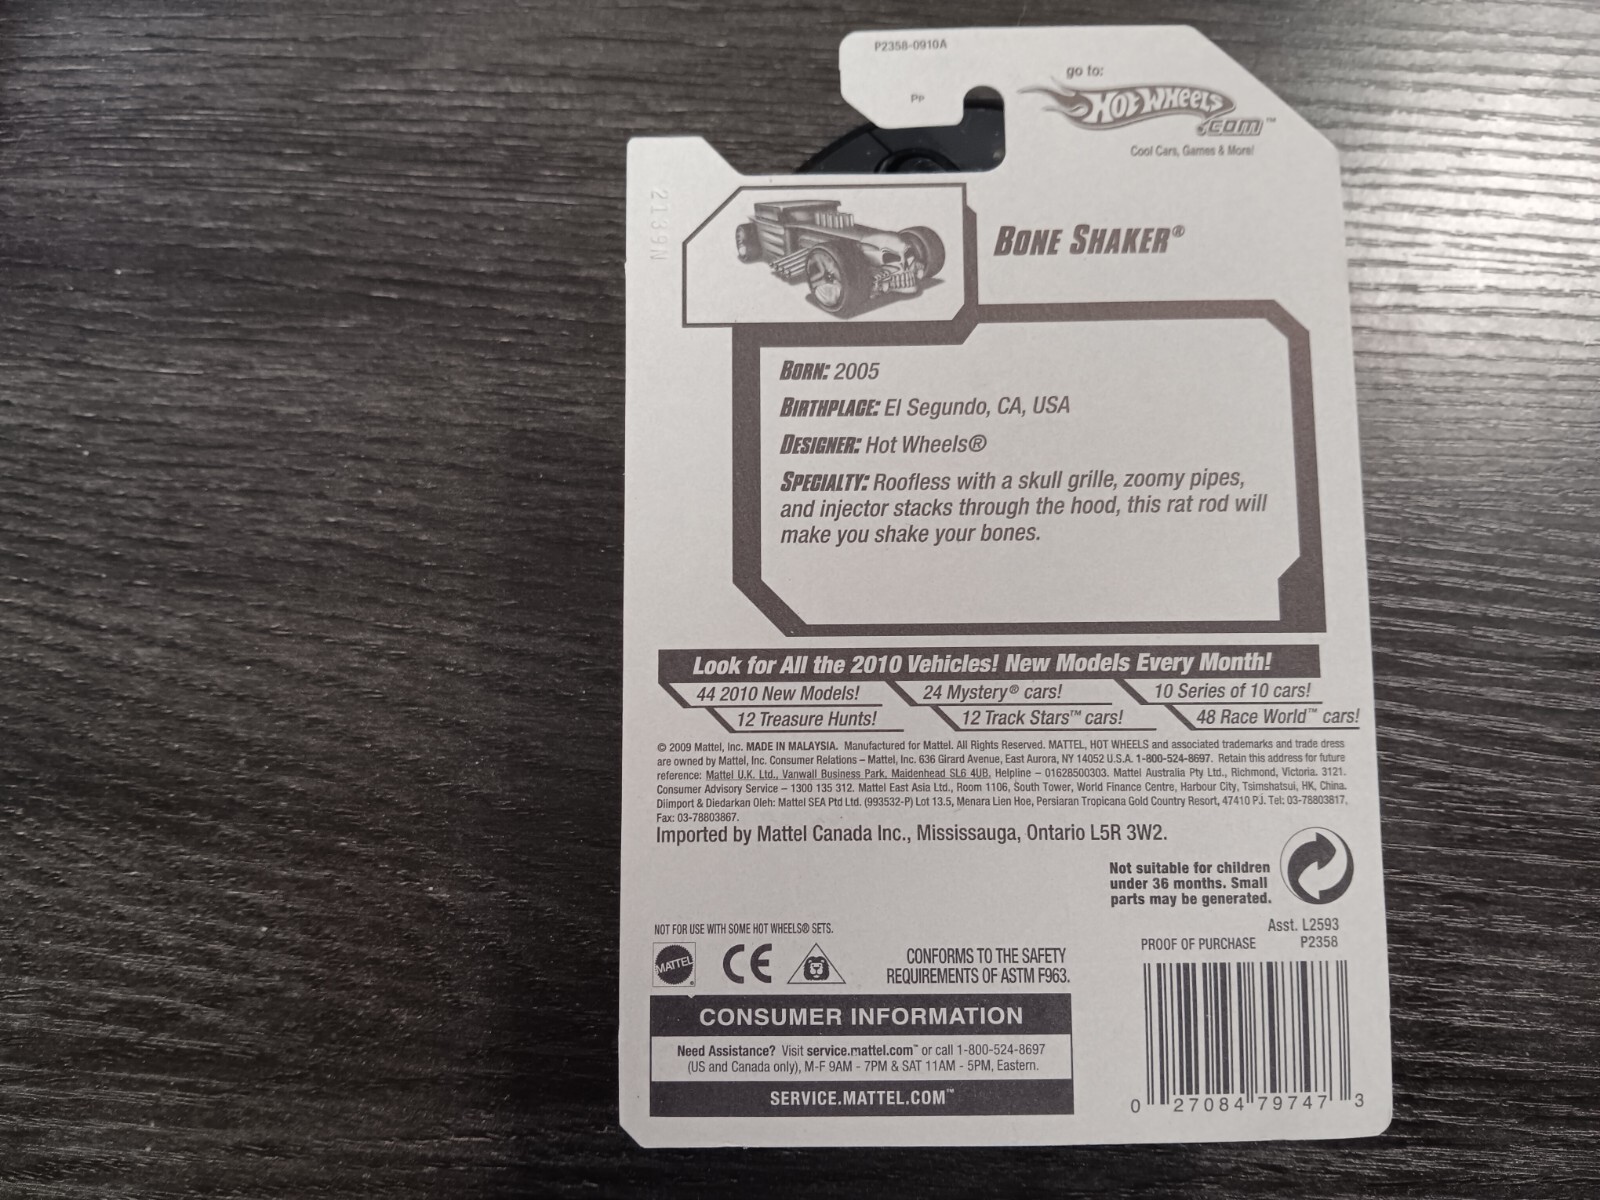 P2358-0910A
go to:
PP
HOT WHEELS
.COM™
Cool Cars, Games & More!
2139N
BONE SHAKER®
BORN: 2005
BIRTHPLACE: El Segundo, CA, USA
DESIGNER: Hot Wheels®
SPECIALTY: Roofless with a skull grille, zoomy pipes,
and injector stacks through the hood, this rat rod will
make you shake your bones.
Look for All the 2010 Vehicles! New Models Every Month!
44 2010 New Models! 24 Mystery® cars! 10 Series of 10 cars!
12 Treasure Hunts! 12 Track Stars™ cars! 48 Race World™ cars!
© 2009 Mattel, Inc. MADE IN MALAYSIA. Manufactured for Mattel. All Rights Reserved. MATTEL, HOT WHEELS and associated trademarks and trade dress
are owned by Mattel, Inc. Consumer Relations – Mattel, Inc. 636 Girard Avenue, East Aurora, NY 14052 U.S.A. 1-800-524-8697. Retain this address for future
reference: Mattel U.K. Ltd., Vanwall Business Park, Maidenhead SL6 4UB, Helpline – 01628500303. Mattel Australia Pty Ltd., Richmond, Victoria. 3121.
Consumer Advisory Service – 1300 135 312. Mattel East Asia Ltd., Room 1106, South Tower, World Finance Centre, Harbour City, Tsimshatsui, HK, China.
Diimport & Diedarkan Oleh: Mattel SEA Ptd Ltd. (993532-P) Lot 13.5, Menara Lien Hoe, Persiaran Tropicana Gold Country Resort, 47410 PJ. Tel: 03-78803817,
Fax: 03-78803867.
Imported by Mattel Canada Inc., Mississauga, Ontario L5R 3W2.
Not suitable for children
under 36 months. Small
parts may be generated.
Asst. L2593
PROOF OF PURCHASE P2358
NOT FOR USE WITH SOME HOT WHEELS® SETS.
MATTEL CE
CONFORMS TO THE SAFETY
REQUIREMENTS OF ASTM F963.
CONSUMER INFORMATION
Need Assistance? Visit service.mattel.com™ or call 1-800-524-8697
(US and Canada only), M-F 9AM - 7PM & SAT 11AM - 5PM, Eastern.
SERVICE.MATTEL.COM™
0 27084 79747 3